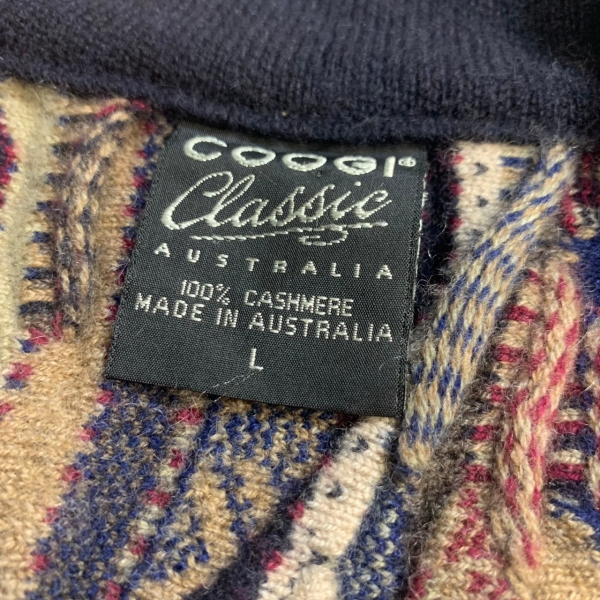 COOGI®
Classic
AUSTRALIA
100% CASHMERE
MADE IN AUSTRALIA
L